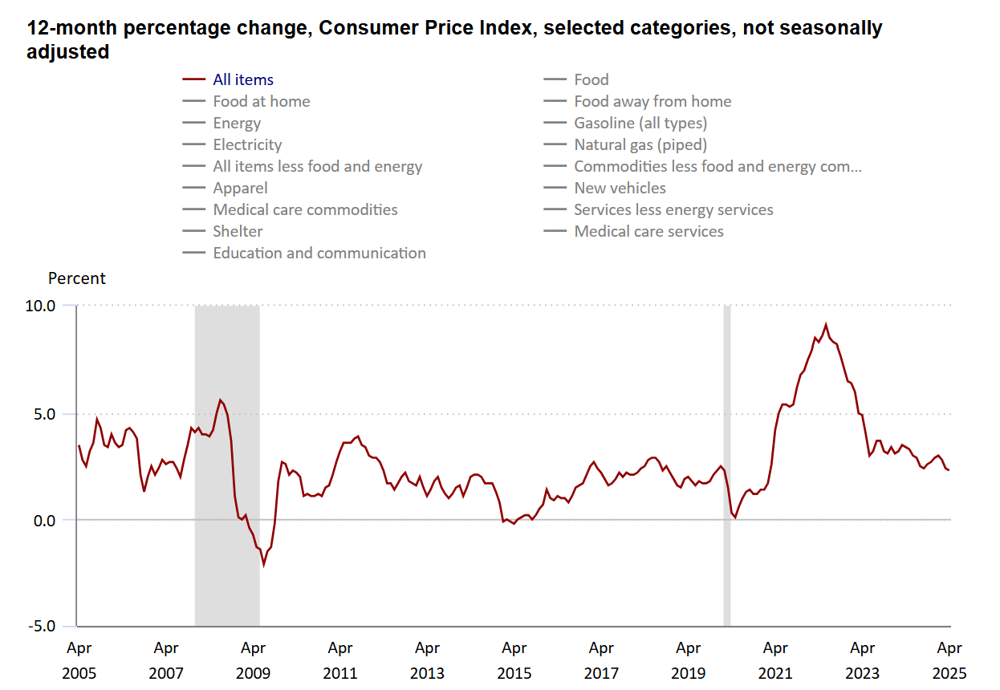 12-month percentage change, Consumer Price Index, selected categories, not seasonally
adjusted
All items
Food
Food at home
Food away from home
Energy
Gasoline (all types)
Electricity
Natural gas (piped)
All items less food and energy
Commodities less food and energy com...
Apparel
New vehicles
Medical care commodities
Services less energy services
Shelter
Medical care services
Education and communication
Percent
10.0
5.0
0.0
-5.0
Apr Apr Apr Apr Apr Apr Apr Apr Apr Apr Apr
2005 2007 2009 2011 2013 2015 2017 2019 2021 2023 2025